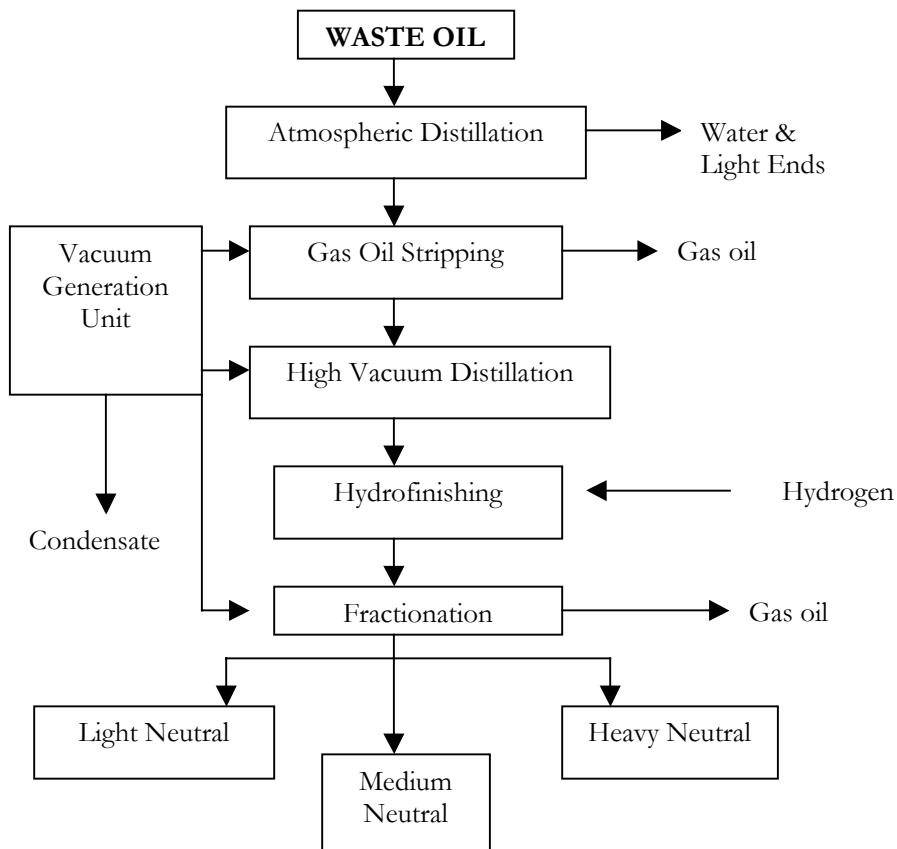 WASTE OIL
Atmospheric Distillation
Water &
Light Ends
Vacuum
Generation
Unit
Gas Oil Stripping
Gas oil
High Vacuum Distillation
Hydrofinishing
Hydrogen
Condensate
Fractionation
Gas oil
Light Neutral
Medium
Neutral
Heavy Neutral